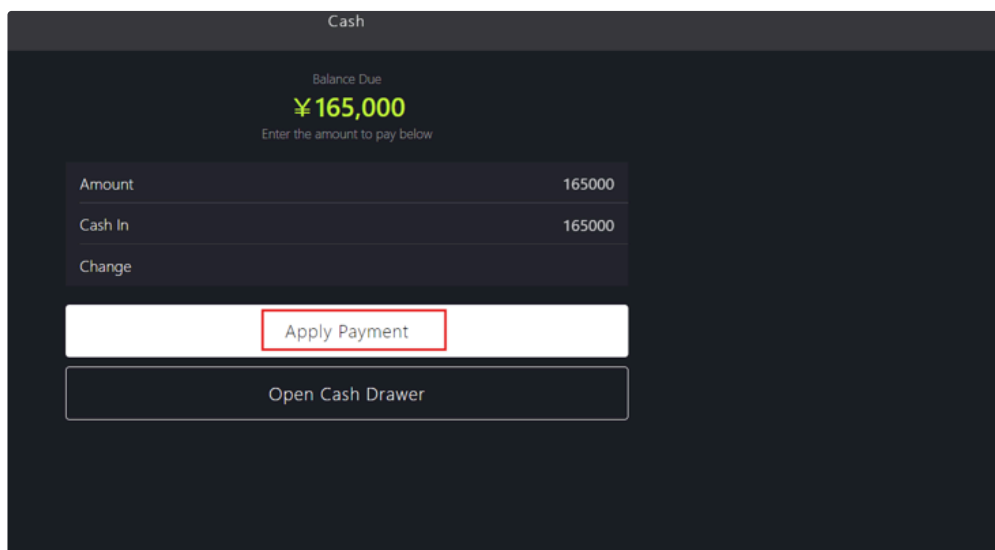 Cash
Balance Due
¥165,000
Enter the amount to pay below
Amount 165000
Cash In 165000
Change
Apply Payment
Open Cash Drawer